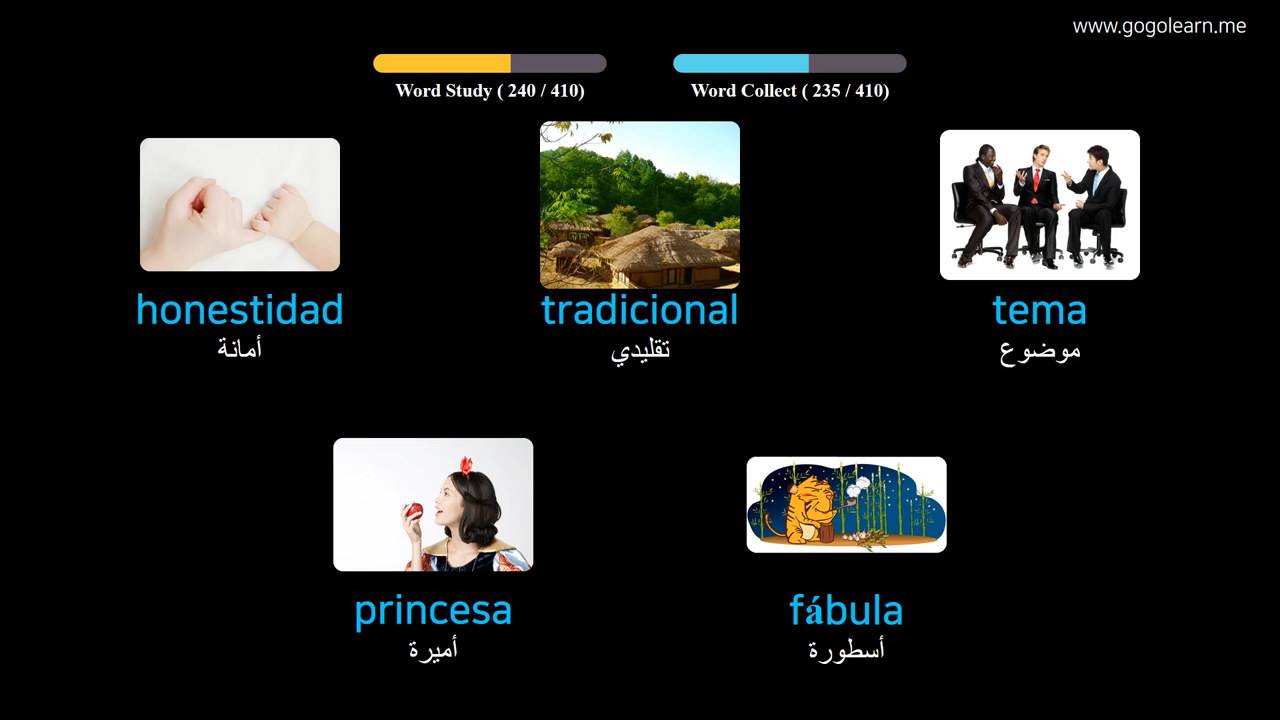 www.gogolearn.me
Word Study ( 240 / 410)
Word Collect ( 235 / 410)
honestidad
أمانة
tradicional
تقليدي
tema
موضوع
princesa
أميرة
fábula
أسطورة